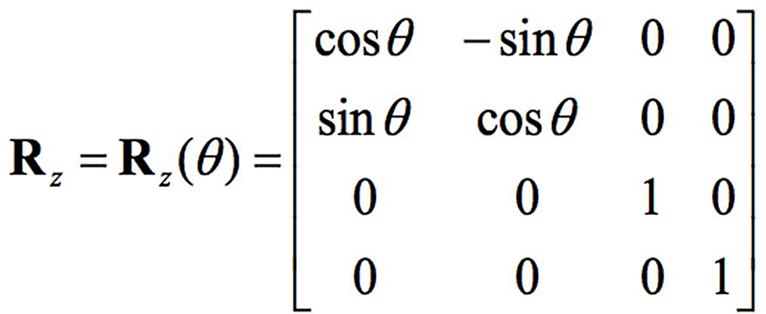 cos θ − sin θ 0 0
sin θ cos θ 0 0
R_z = R_z(θ) =
0 0 1 0
0 0 0 1